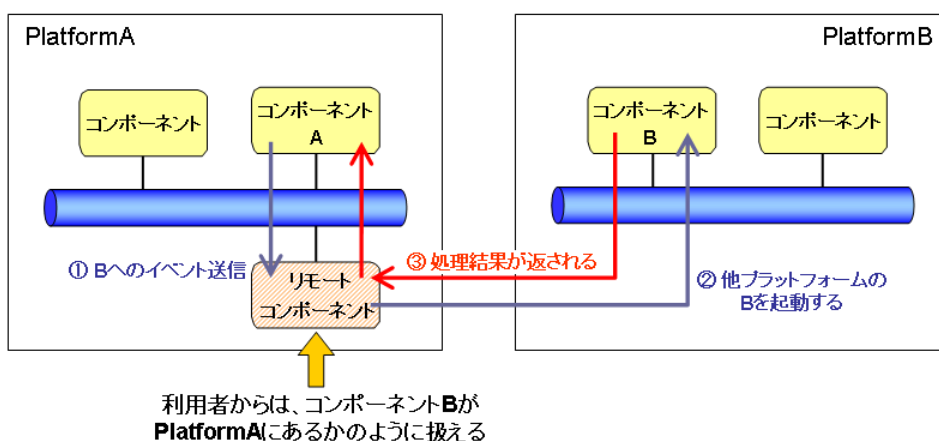 PlatformA
PlatformB
コンポーネント
コンポーネント
A
コンポーネント
B
コンポーネント
① Bへのイベント送信
③ 処理結果が返される
リモート
コンポーネント
② 他プラットフォームの
Bを起動する
利用者からは、コンポーネントBが
PlatformAにあるかのように扱える